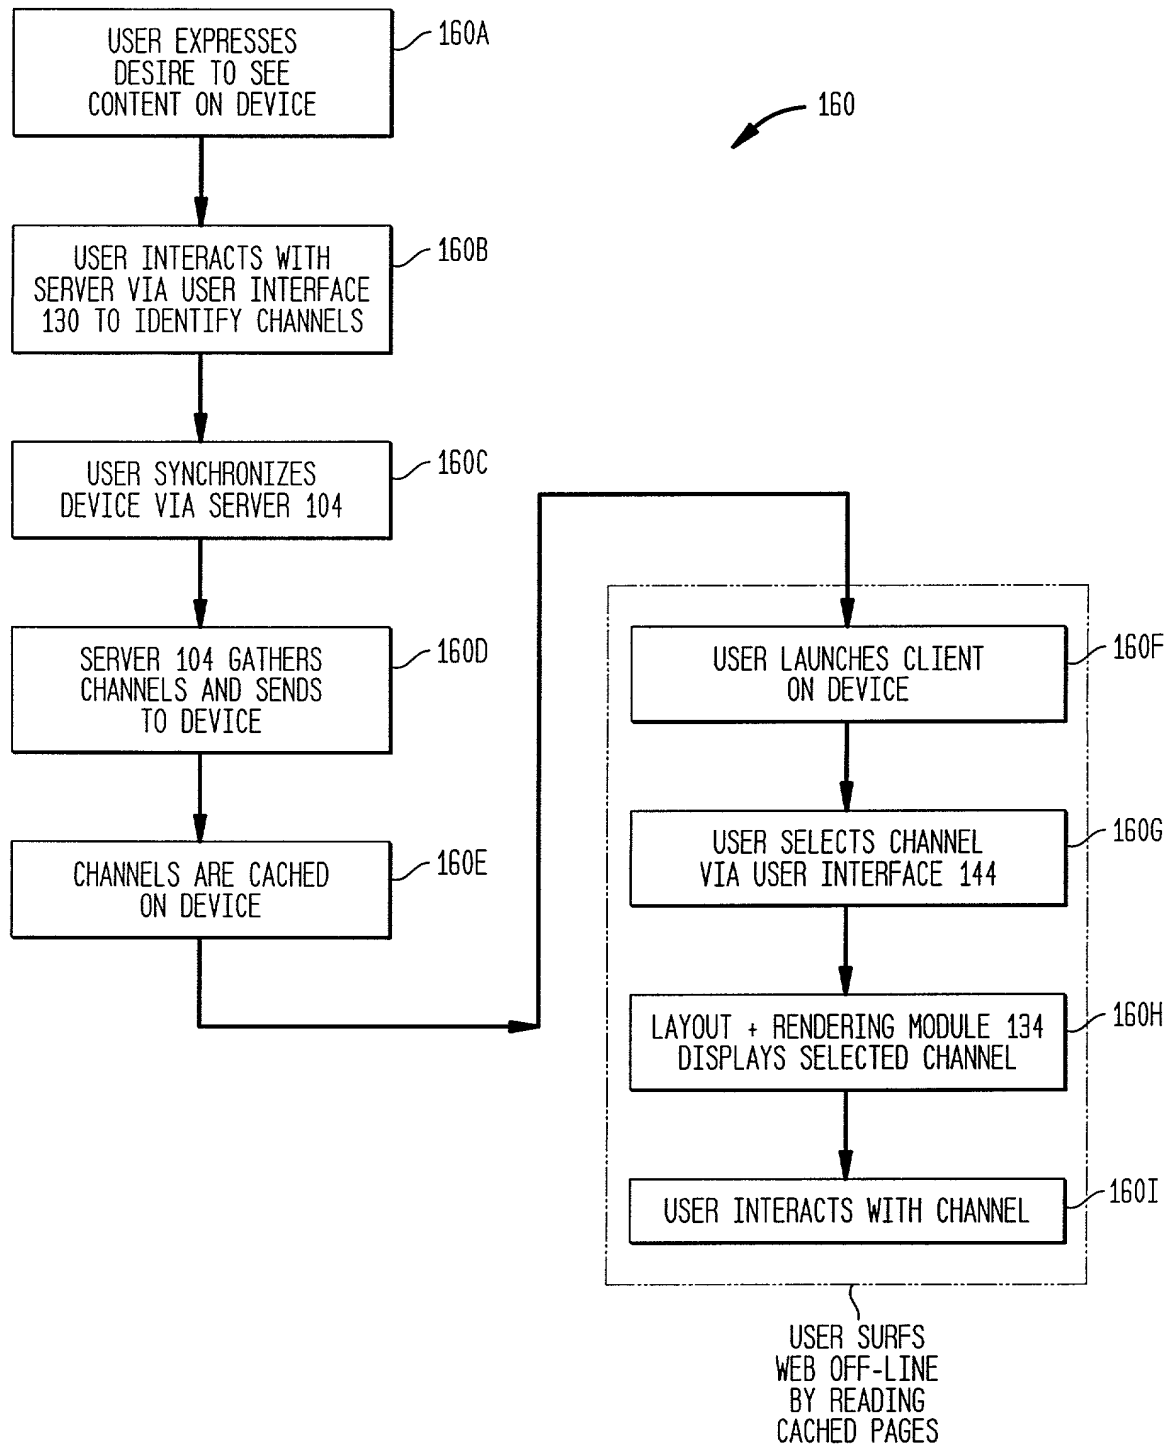 USER EXPRESSES
DESIRE TO SEE
CONTENT ON DEVICE
160A
160
USER INTERACTS WITH
SERVER VIA USER INTERFACE
130 TO IDENTIFY CHANNELS
160B
USER SYNCHRONIZES
DEVICE VIA SERVER 104
160C
SERVER 104 GATHERS
CHANNELS AND SENDS
TO DEVICE
160D
CHANNELS ARE CACHED
ON DEVICE
160E
USER LAUNCHES CLIENT
ON DEVICE
160F
USER SELECTS CHANNEL
VIA USER INTERFACE 144
160G
LAYOUT + RENDERING MODULE 134
DISPLAYS SELECTED CHANNEL
160H
USER INTERACTS WITH CHANNEL
160I
USER SURFS
WEB OFF-LINE
BY READING
CACHED PAGES